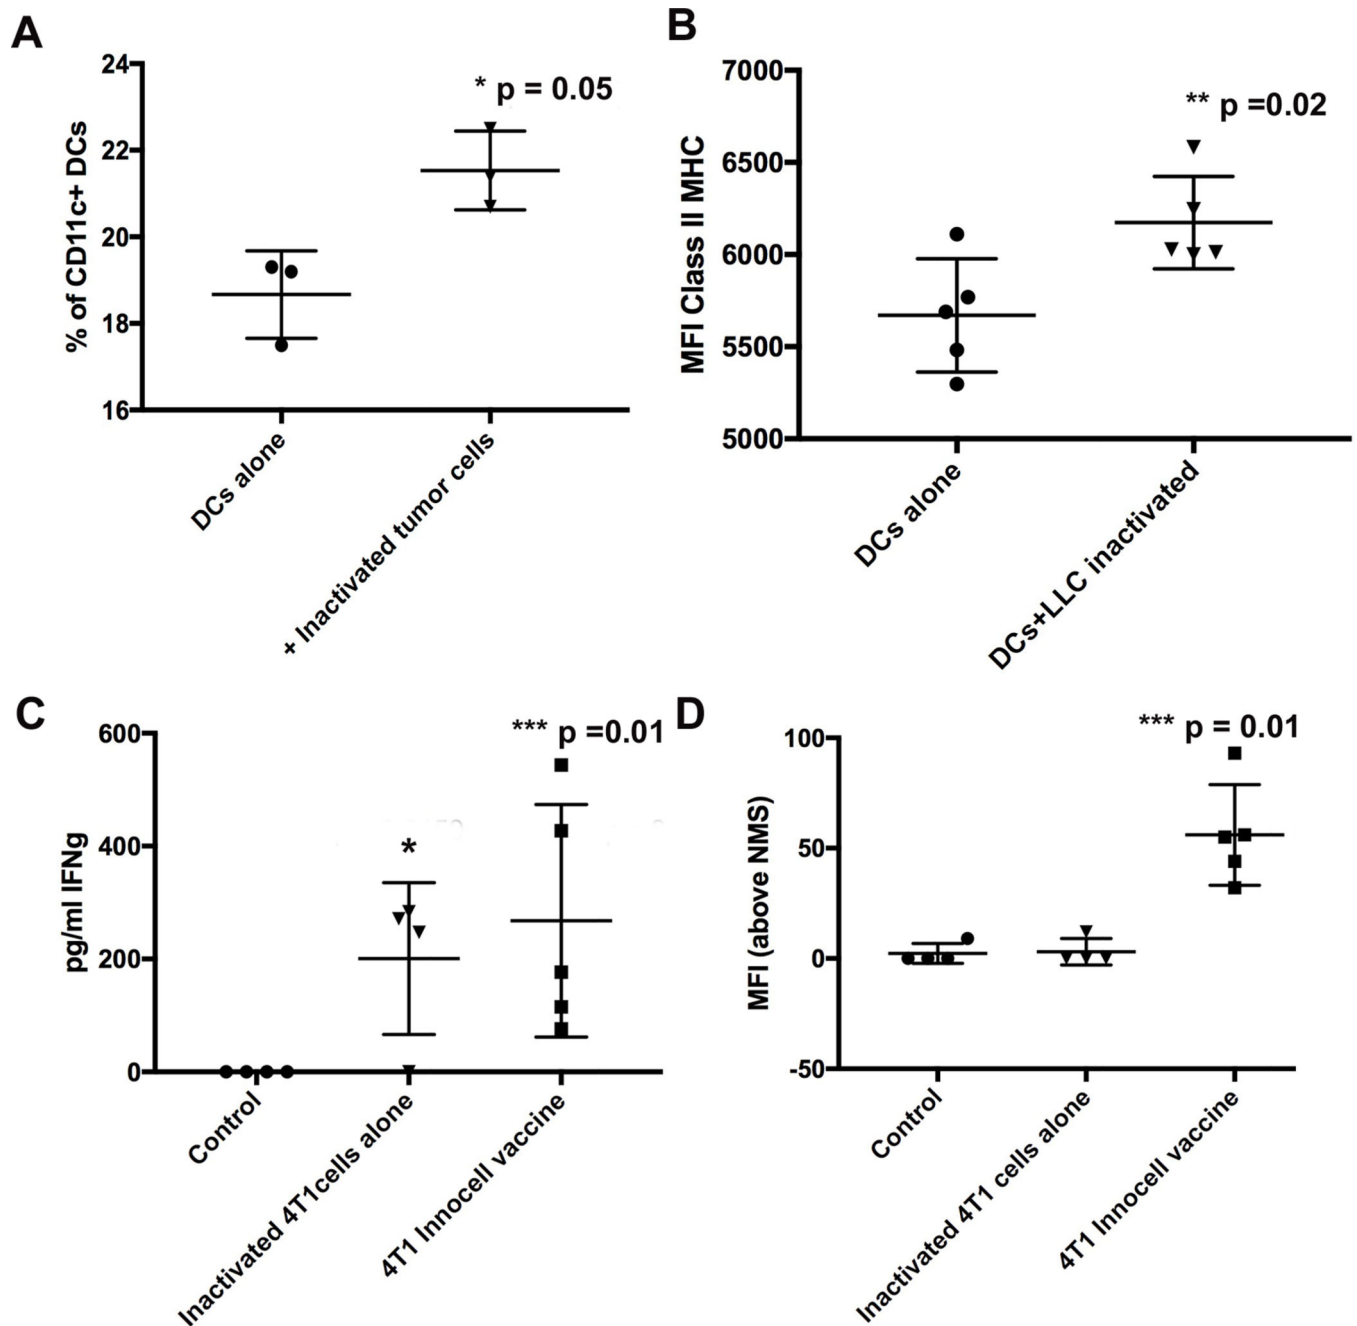 A
24
22
20
18
16
% of CD11c+ DCs
* p = 0.05
DCs alone
+ Inactivated tumor cells
B
7000
6500
6000
5500
5000
MFI Class II MHC
** p =0.02
DCs alone
DCs+LLC inactivated
C
600
400
200
0
pg/ml IFNg
*
*** p =0.01
Control
Inactivated 4T1cells alone
4T1 Innocell vaccine
D
100
50
0
-50
MFI (above NMS)
*** p = 0.01
Control
Inactivated 4T1 cells alone
4T1 Innocell vaccine